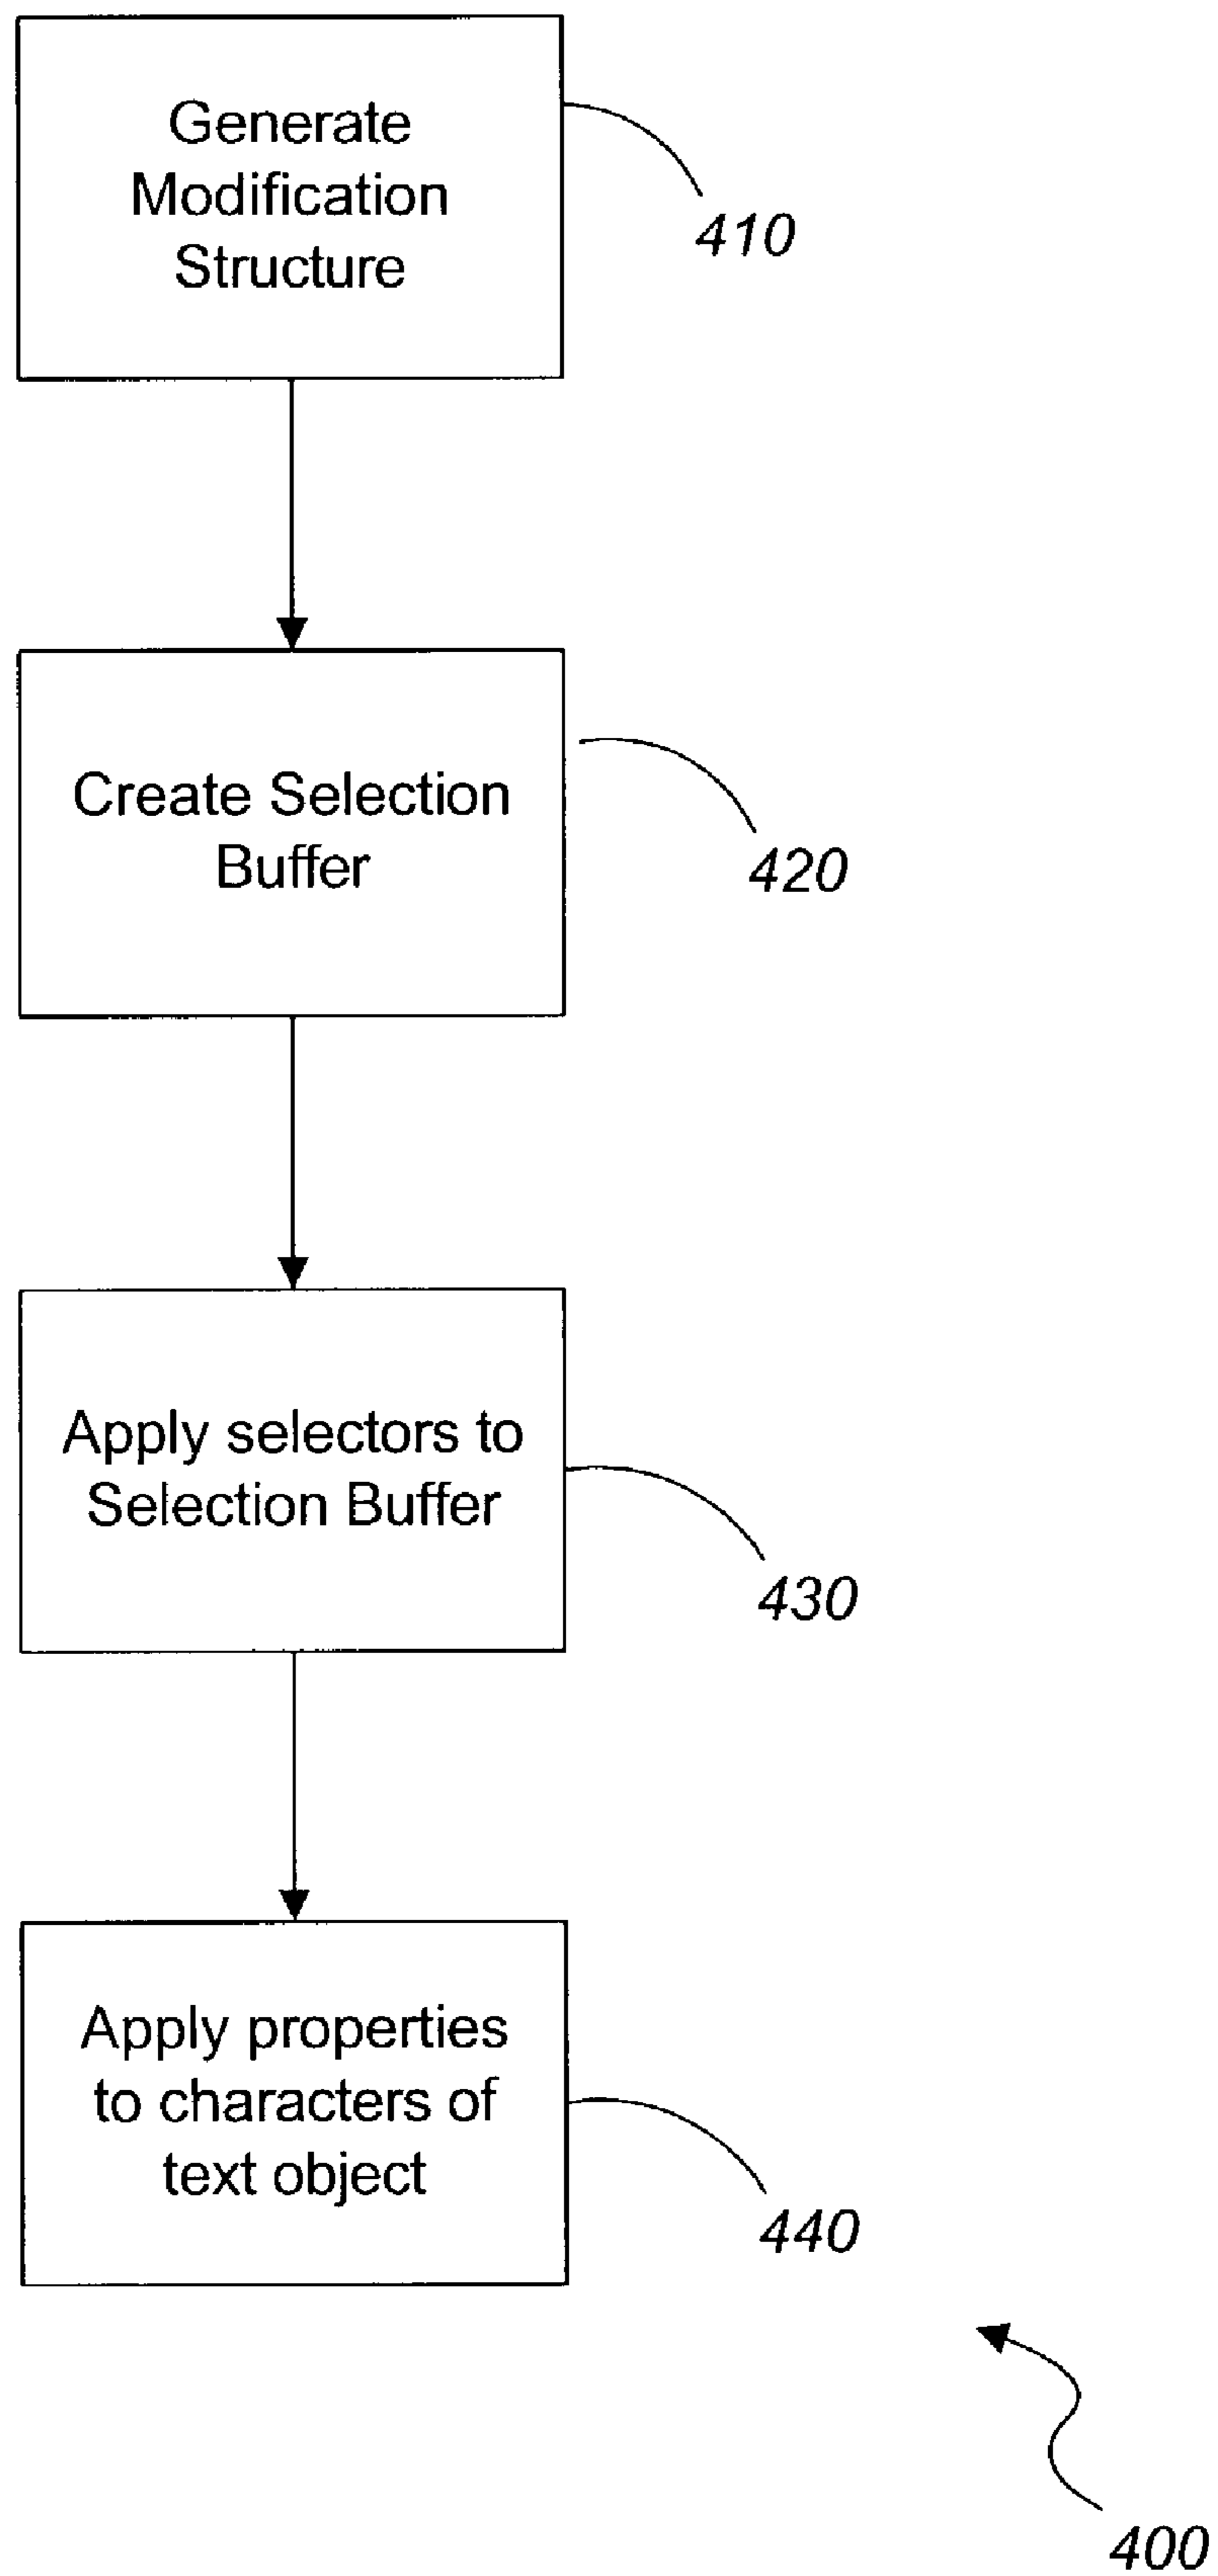 Generate
Modification
Structure
410
Create Selection
Buffer
420
Apply selectors to
Selection Buffer
430
Apply properties
to characters of
text object
440
400